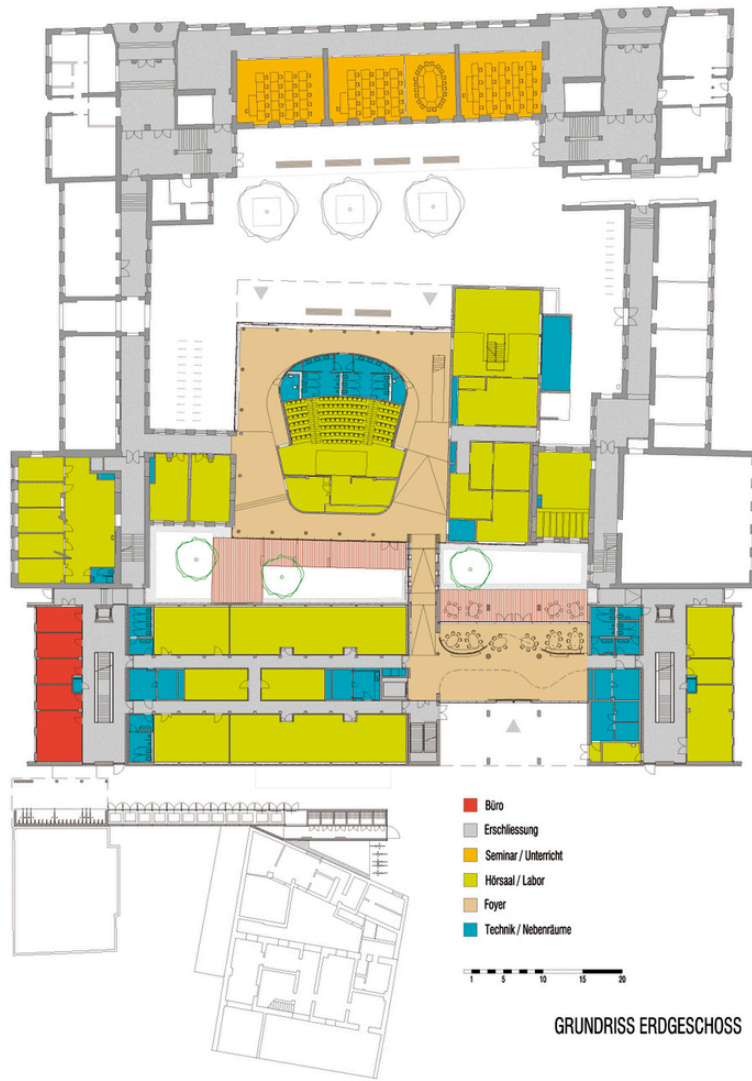 Büro
Erschliessung
Seminar / Unterricht
Hörsaal / Labor
Foyer
Technik / Nebenräume
1 5 10 15 20
GRUNDRISS ERDGESCHOSS